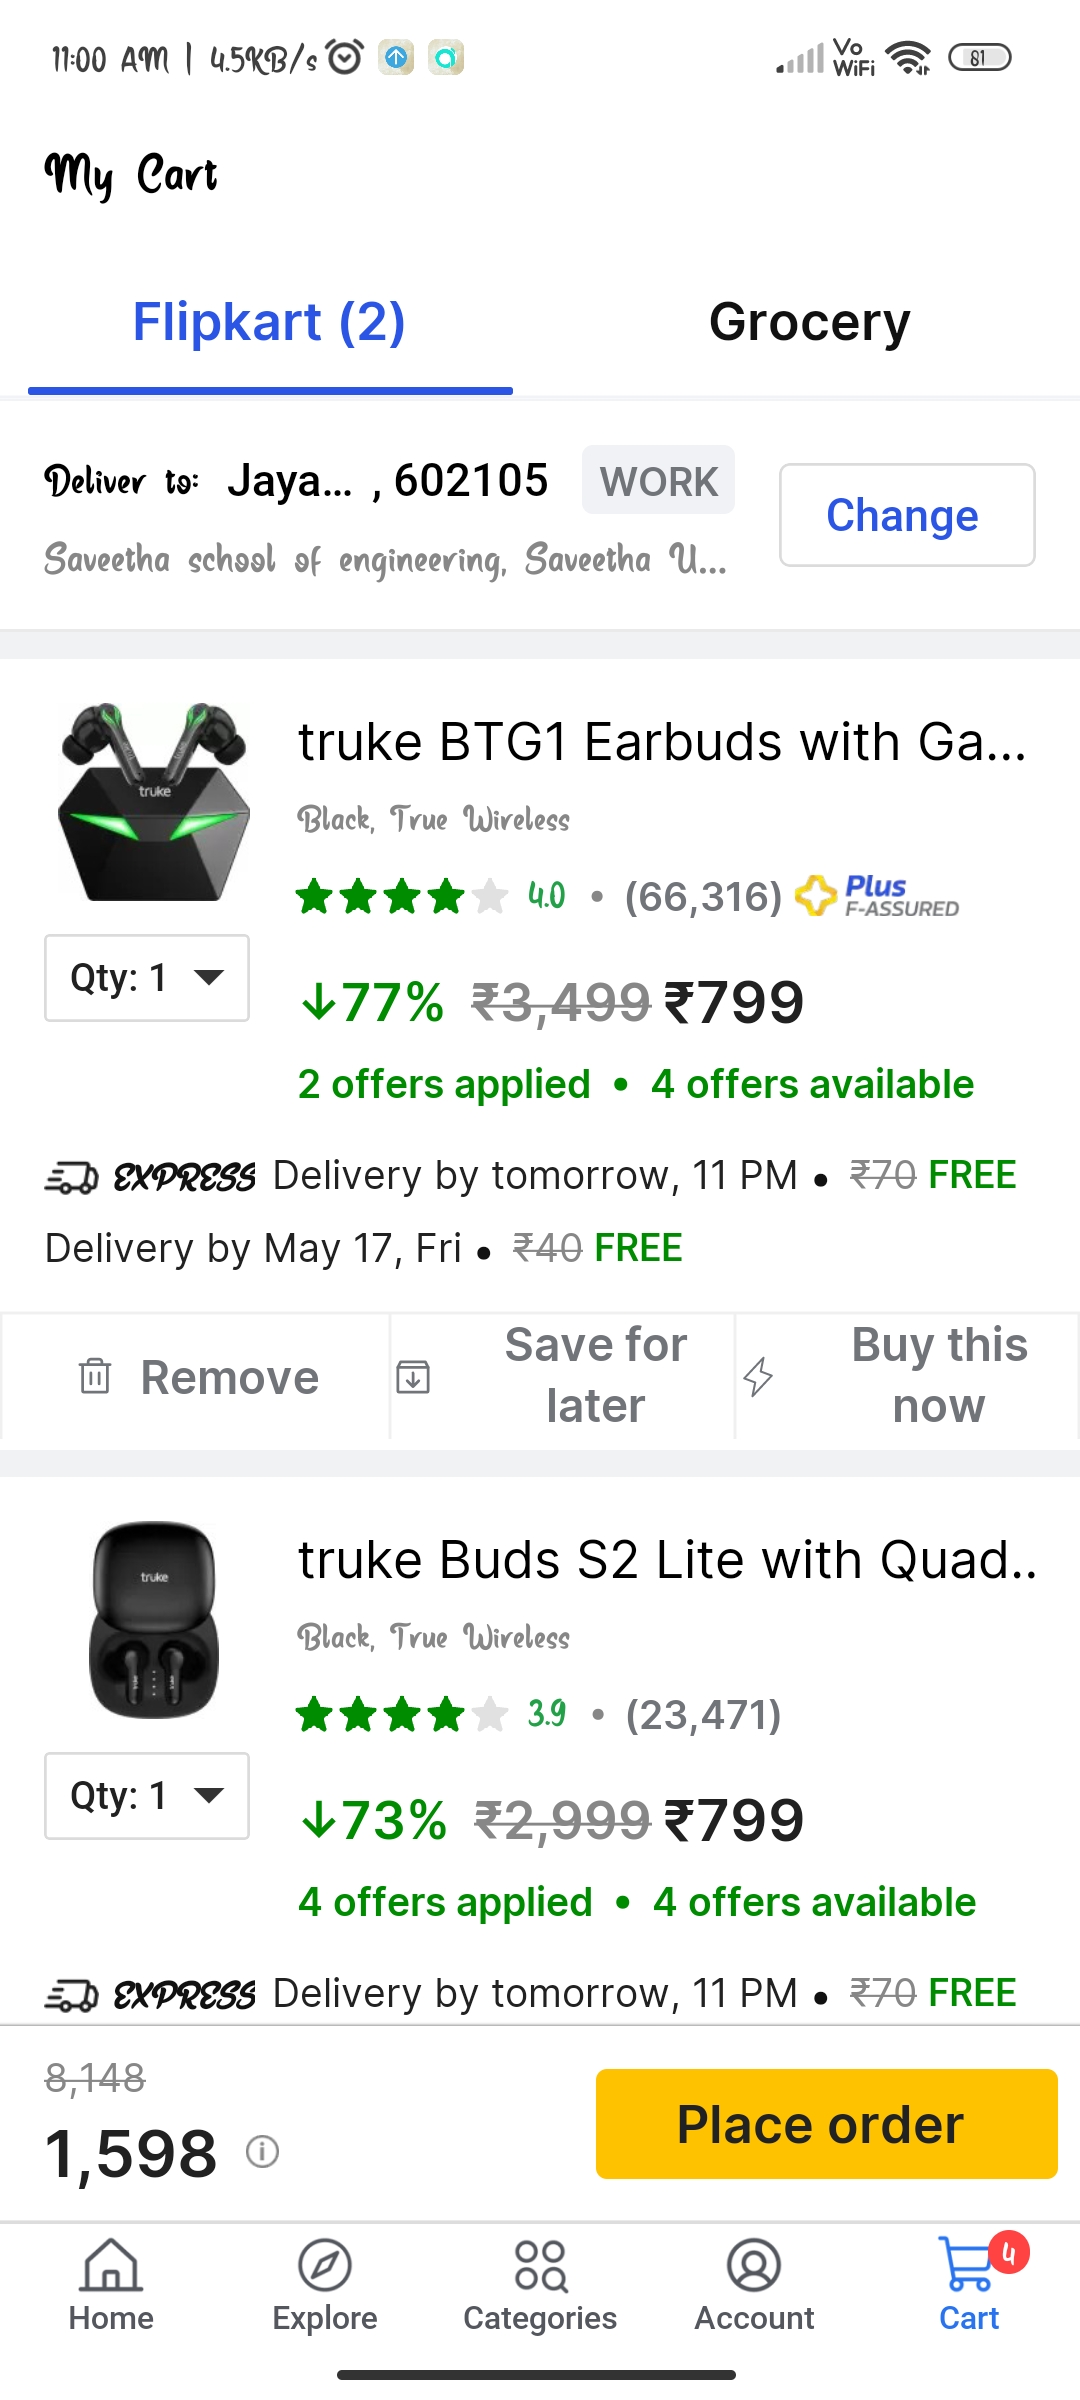 11:00 AM | 4.5KB/s Vo WiFi 81
My Cart
Flipkart (2) Grocery
Deliver to: Jaya... , 602105 WORK
Change
Saveetha school of engineering, Saveetha U...
truke
truke BTG1 Earbuds with Ga...
Black, True Wireless
4.0 • (66,316) Plus F-ASSURED
Qty: 1
↓77% ₹3,499 ₹799
2 offers applied • 4 offers available
EXPRESS Delivery by tomorrow, 11 PM • ₹70 FREE
Delivery by May 17, Fri • ₹40 FREE
Remove Save for later Buy this now
truke
truke Buds S2 Lite with Quad..
Black, True Wireless
3.9 • (23,471)
Qty: 1
↓73% ₹2,999 ₹799
4 offers applied • 4 offers available
EXPRESS Delivery by tomorrow, 11 PM • ₹70 FREE
8,148
1,598
Place order
4
Home Explore Categories Account Cart